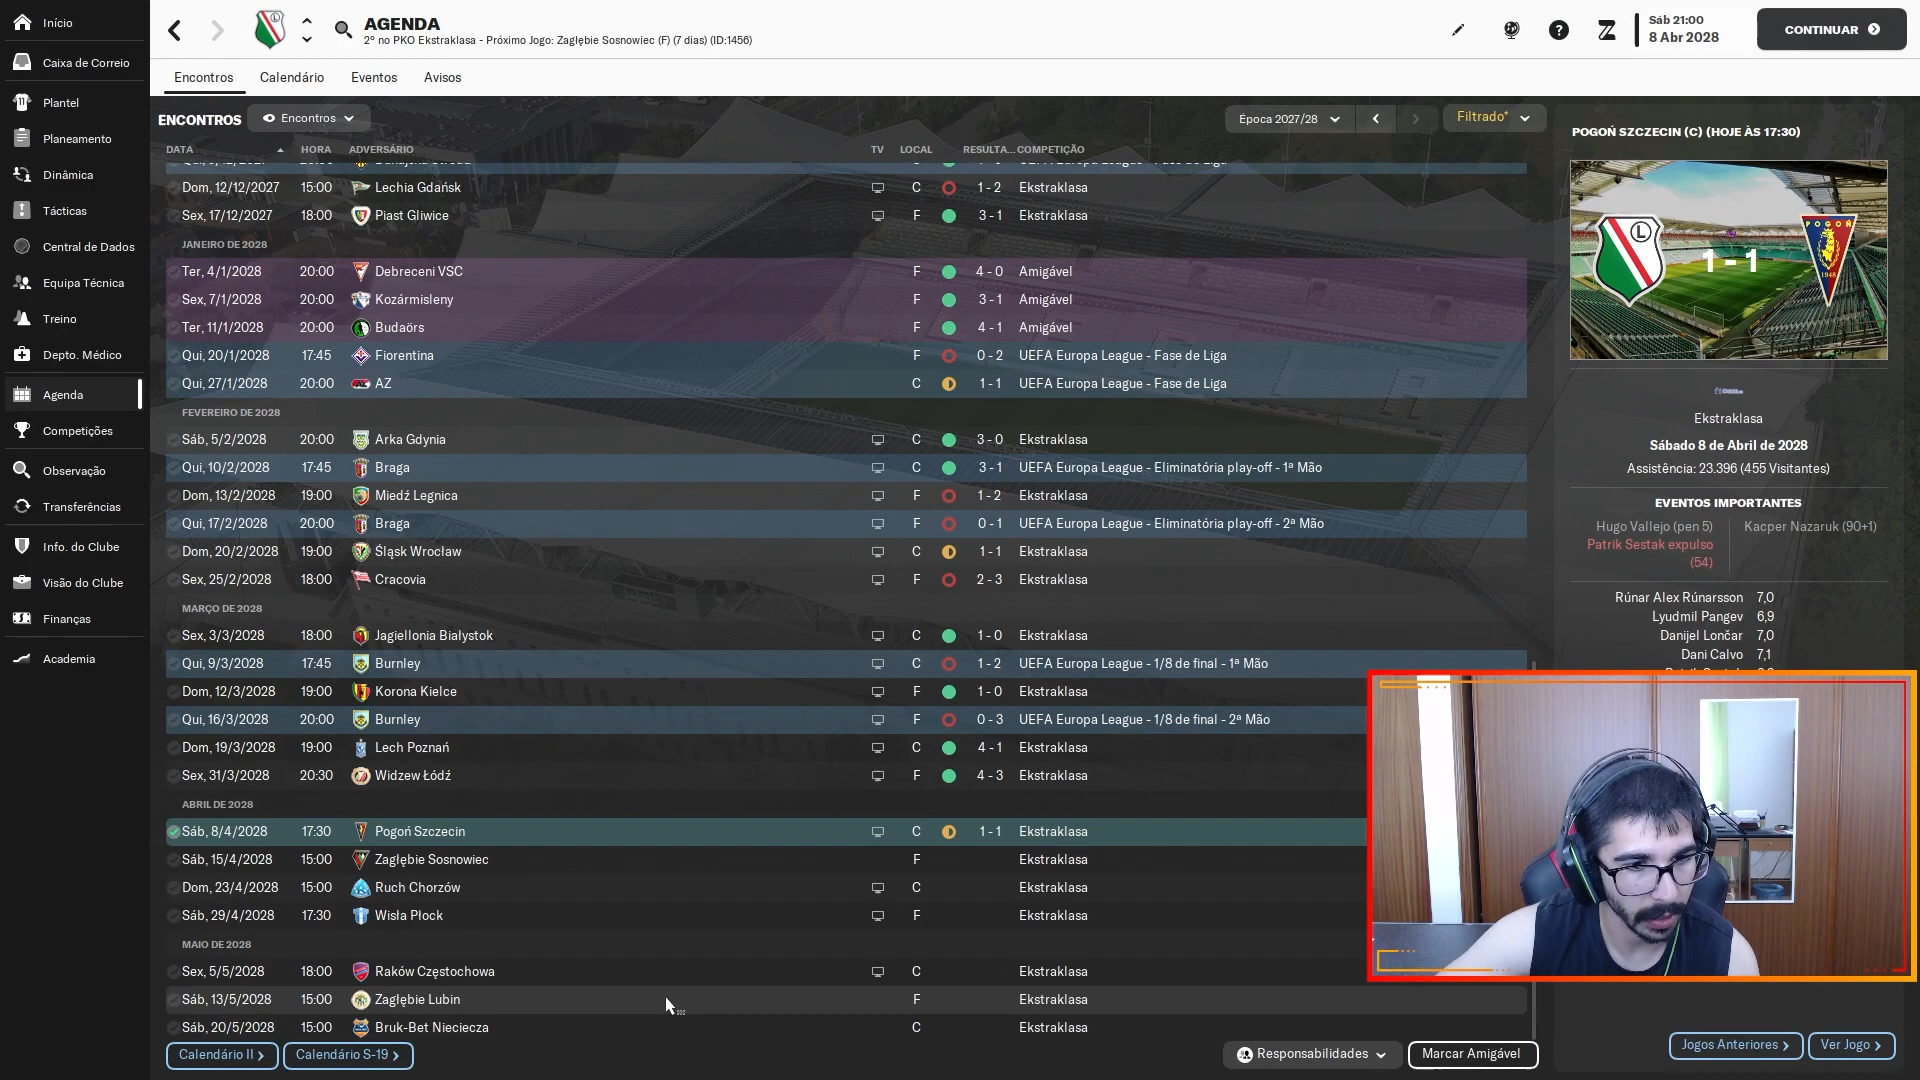 Início
Caixa de Correio
Plantel
Planeamento
Dinâmica
Tácticas
Central de Dados
Equipa Técnica
Treino
Depto. Médico
Agenda
Competições
Observação
Transferências
Info. do Clube
Visão do Clube
Finanças
Academia
AGENDA
2º no PKO Ekstraklasa - Próximo Jogo: Zagłębie Sosnowiec (F) (7 dias) (ID:1456)
Sáb 21:00
8 Abr 2028
CONTINUAR
Encontros Calendário Eventos Avisos
ENCONTROS Encontros
Época 2027/28
Filtrado*
DATA HORA ADVERSÁRIO TV LOCAL RESULTA... COMPETIÇÃO
Dom, 12/12/2027 15:00 Lechia Gdańsk C 1 - 2 Ekstraklasa
Sex, 17/12/2027 18:00 Piast Gliwice F 3 - 1 Ekstraklasa
JANEIRO DE 2028
Ter, 4/1/2028 20:00 Debreceni VSC F 4 - 0 Amigável
Sex, 7/1/2028 20:00 Kozármisleny F 3 - 1 Amigável
Ter, 11/1/2028 20:00 Budaörs F 4 - 1 Amigável
Qui, 20/1/2028 17:45 Fiorentina F 0 - 2 UEFA Europa League - Fase de Liga
Qui, 27/1/2028 20:00 AZ C 1 - 1 UEFA Europa League - Fase de Liga
FEVEREIRO DE 2028
Sáb, 5/2/2028 20:00 Arka Gdynia C 3 - 0 Ekstraklasa
Qui, 10/2/2028 17:45 Braga C 3 - 1 UEFA Europa League - Eliminatória play-off - 1ª Mão
Dom, 13/2/2028 19:00 Miedź Legnica F 1 - 2 Ekstraklasa
Qui, 17/2/2028 20:00 Braga F 0 - 1 UEFA Europa League - Eliminatória play-off - 2ª Mão
Dom, 20/2/2028 19:00 Śląsk Wrocław C 1 - 1 Ekstraklasa
Sex, 25/2/2028 18:00 Cracovia F 2 - 3 Ekstraklasa
MARÇO DE 2028
Sex, 3/3/2028 18:00 Jagiellonia Białystok C 1 - 0 Ekstraklasa
Qui, 9/3/2028 17:45 Burnley C 1 - 2 UEFA Europa League - 1/8 de final - 1ª Mão
Dom, 12/3/2028 19:00 Korona Kielce F 1 - 0 Ekstraklasa
Qui, 16/3/2028 20:00 Burnley F 0 - 3 UEFA Europa League - 1/8 de final - 2ª Mão
Dom, 19/3/2028 19:00 Lech Poznań C 4 - 1 Ekstraklasa
Sex, 31/3/2028 20:30 Widzew Łódź F 4 - 3 Ekstraklasa
ABRIL DE 2028
Sáb, 8/4/2028 17:30 Pogoń Szczecin C 1 - 1 Ekstraklasa
Sáb, 15/4/2028 15:00 Zagłębie Sosnowiec F Ekstraklasa
Dom, 23/4/2028 15:00 Ruch Chorzów C Ekstraklasa
Sáb, 29/4/2028 17:30 Wisła Płock F Ekstraklasa
MAIO DE 2028
Sex, 5/5/2028 18:00 Raków Częstochowa C Ekstraklasa
Sáb, 13/5/2028 15:00 Zagłębie Lubin F Ekstraklasa
Sáb, 20/5/2028 15:00 Bruk-Bet Nieciecza C Ekstraklasa
Calendário II Calendário S-19
Responsabilidades Marcar Amigável
POGOŃ SZCZECIN (C) (HOJE ÀS 17:30)
L
1 - 1
POGOŃ
1948
Ekstraklasa
Sábado 8 de Abril de 2028
Assistência: 23.396 (455 Visitantes)
EVENTOS IMPORTANTES
Hugo Vallejo (pen 5) Kacper Nazaruk (90+1)
Patrik Sestak expulso
(54)
Rúnar Alex Rúnarsson 7,0
Lyudmil Pangev 6,9
Danijel Lončar 7,0
Dani Calvo 7,1
Jogos Anteriores Ver Jogo